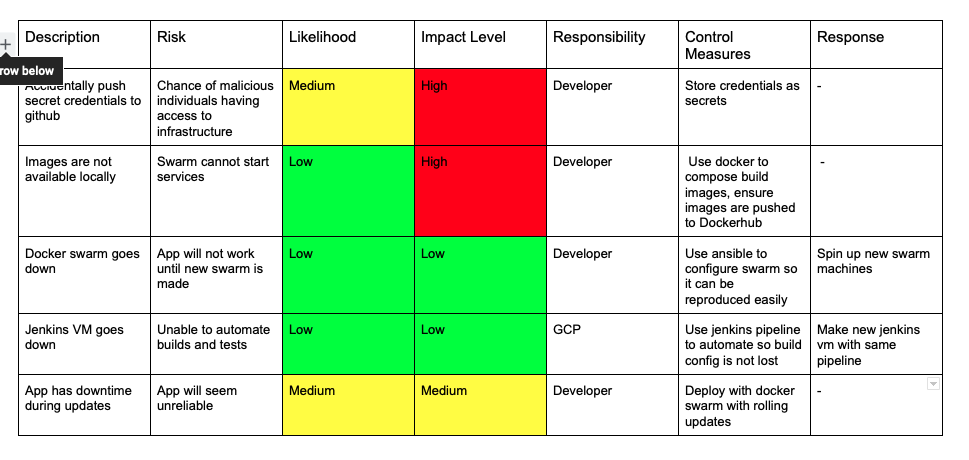 Description Risk Likelihood Impact Level Responsibility Control Measures Response
row below
Accidentally push
secret credentials to
github
Chance of malicious
individuals having
access to
infrastructure
Medium
High
Developer
Store credentials as
secrets
-
Images are not
available locally
Swarm cannot start
services
Low
High
Developer
Use docker to
compose build
images, ensure
images are pushed
to Dockerhub
-
Docker swarm goes
down
App will not work
until new swarm is
made
Low
Low
Developer
Use ansible to
configure swarm so
it can be
reproduced easily
Spin up new swarm
machines
Jenkins VM goes
down
Unable to automate
builds and tests
Low
Low
GCP
Use jenkins pipeline
to automate so build
config is not lost
Make new jenkins
vm with same
pipeline
App has downtime
during updates
App will seem
unreliable
Medium
Medium
Developer
Deploy with docker
swarm with rolling
updates
-